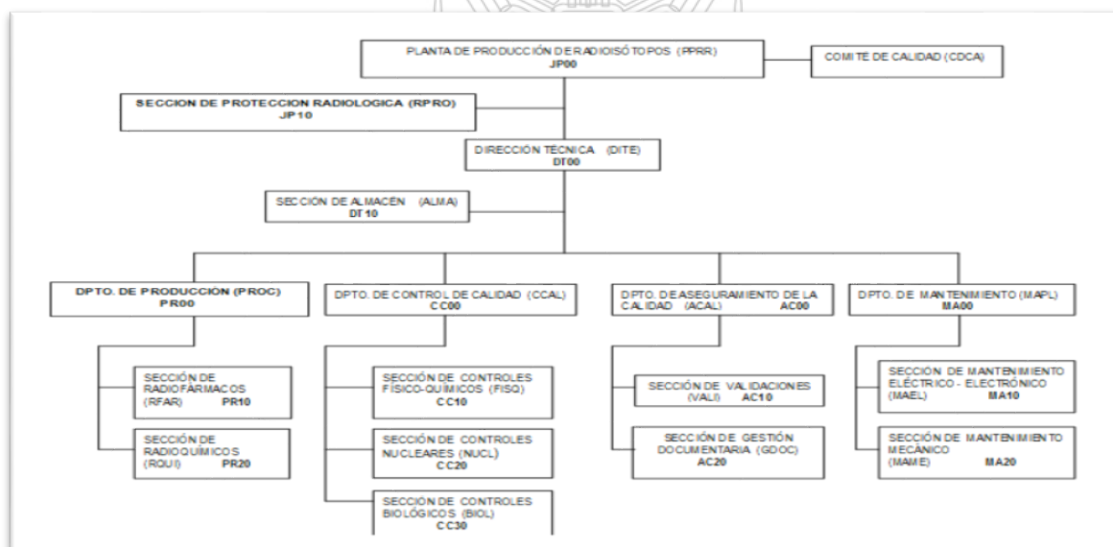 PLANTA DE PRODUCCIÓN DE RADIOISÓTOPOS (PPRR)
JP00
COMITÉ DE CALIDAD (CDCA)
SECCION DE PROTECCION RADIOLOGICA (RPRO)
JP10
DIRECCIÓN TÉCNICA (DITE)
DT00
SECCIÓN DE ALMACÉN (ALMA)
DT10
DPTO. DE PRODUCCIÓN (PROC)
PR00
DPTO. DE CONTROL DE CALIDAD (CCAL)
CC00
DPTO. DE ASEGURAMIENTO DE LA
CALIDAD (ACAL) AC00
DPTO. DE MANTENIMIENTO (MAPL)
MA00
SECCIÓN DE
RADIOFÁRMACOS
(RFAR) PR10
SECCIÓN DE
RADIOQUÍMICOS
(RQUI) PR20
SECCIÓN DE CONTROLES
FÍSICO-QUÍMICOS (FISQ)
CC10
SECCIÓN DE CONTROLES
NUCLEARES (NUCL)
CC20
SECCIÓN DE CONTROLES
BIOLÓGICOS (BIOL)
CC30
SECCIÓN DE VALIDACIONES
(VALI) AC10
SECCIÓN DE GESTIÓN
DOCUMENTARIA (GDOC)
AC20
SECCIÓN DE MANTENIMIENTO
ELÉCTRICO - ELECTRÓNICO
(MAEL) MA10
SECCIÓN DE MANTENIMIENTO
MECÁNICO
(MAME) MA20